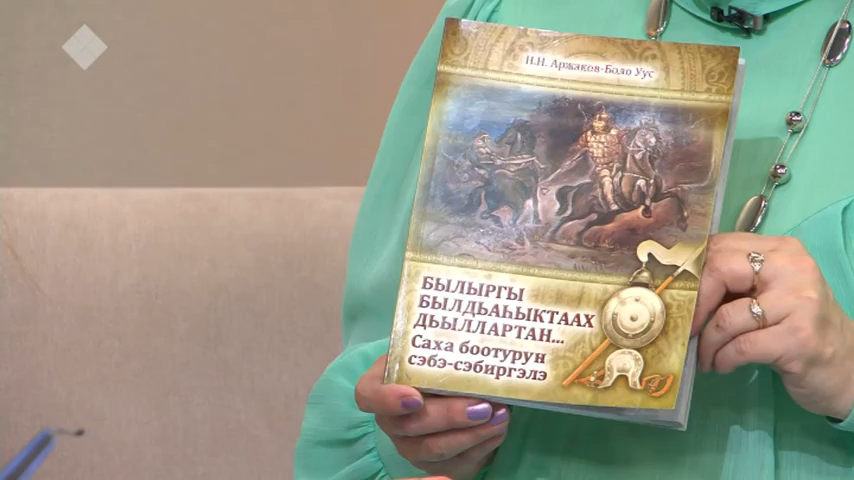 Н.Н. Аржаков-Боло Уус
БЫЛЫРГЫ
БЫЛДЬАҺЫКТААХ
ДЬЫЛЛАРТАН...
Саха боотурун
сэбэ-сэбиргэлэ